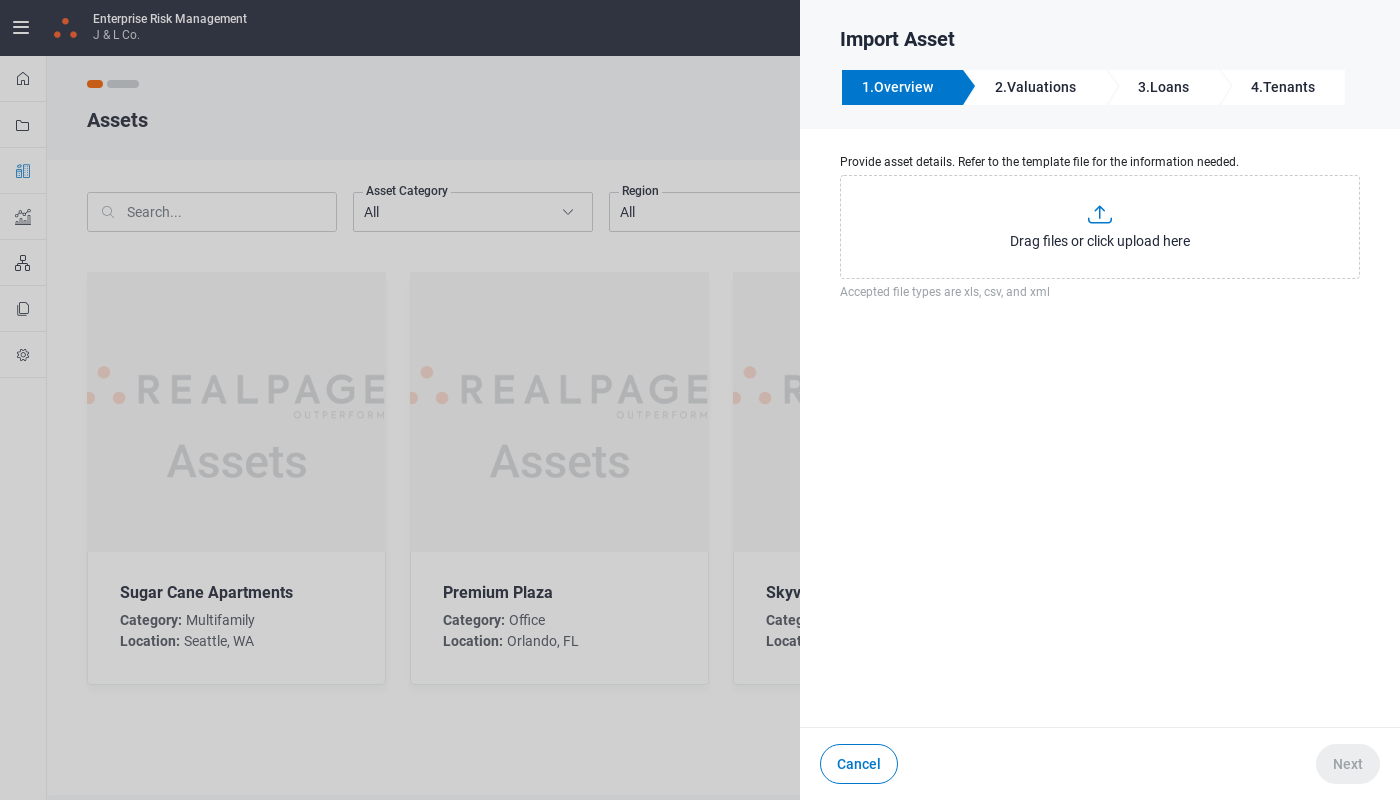 Enterprise Risk Management
J & L Co.
Assets
Search...
Asset Category
All
Region
All
REALPAGE
OUTPERFORM
Assets
REALPAGE
OUTPERFORM
Assets
R
Sugar Cane Apartments
Category: Multifamily
Location: Seattle, WA
Premium Plaza
Category: Office
Location: Orlando, FL
Skyv
Categ
Locat
Import Asset
1.Overview
2.Valuations
3.Loans
4.Tenants
Provide asset details. Refer to the template file for the information needed.
Drag files or click upload here
Accepted file types are xls, csv, and xml
Cancel
Next